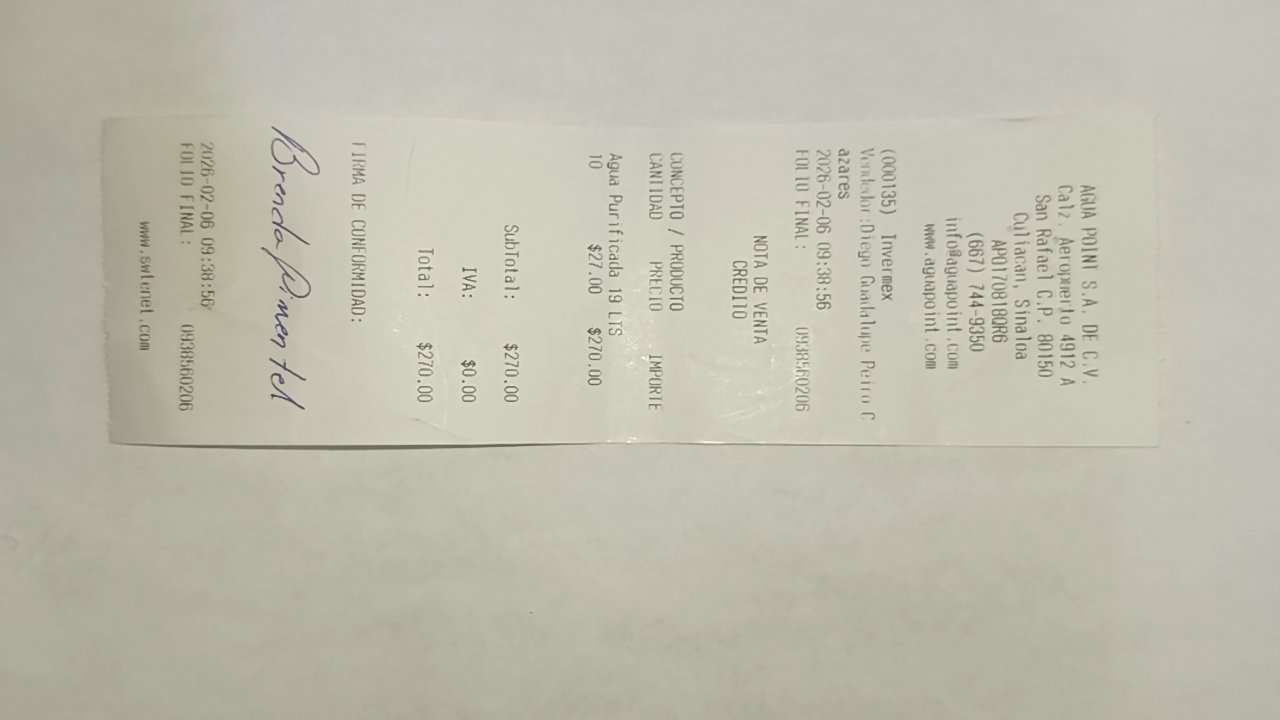 AGUA POINT S.A. DE C.V.
Calz. Aeropuerto 4912 A
San Rafael C.P. 80150
Culiacan, Sinaloa
APO170818QR6
(667) 744-9350
info@aguapoint.com
www.aguapoint.com
(000135) Invermex
Vendedor:Diego Guadalupe Peiro C
azares
2026-02-06 09:38:56
FOLIO FINAL: 0938560206
NOTA DE VENTA
CREDITO
CONCEPTO / PRODUCTO
CANTIDAD PRECIO IMPORTE
Agua Purificada 19 LTS
10 $27.00 $270.00
SubTotal: $270.00
IVA: $0.00
Total: $270.00
FIRMA DE CONFORMIDAD:
Brenda Pimentel
2026-02-06 09:38:56
FOLIO FINAL: 0938560206
www.swtenet.com